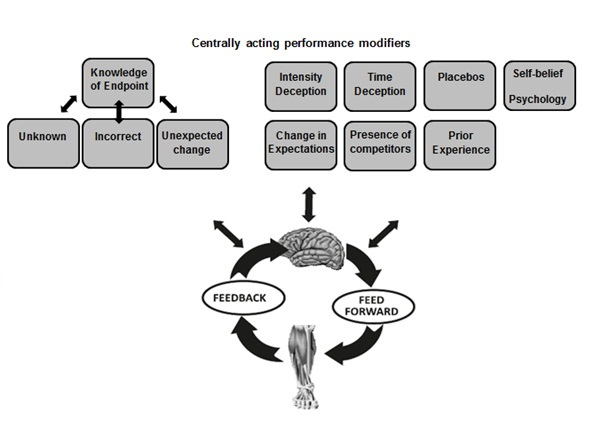 Centrally acting performance modifiers
Knowledge
of Endpoint
Unknown
Incorrect
Unexpected
change
Intensity
Deception
Time
Deception
Placebos
Self-belief
Psychology
Change in
Expectations
Presence of
competitors
Prior
Experience
FEEDBACK
FEED
FORWARD